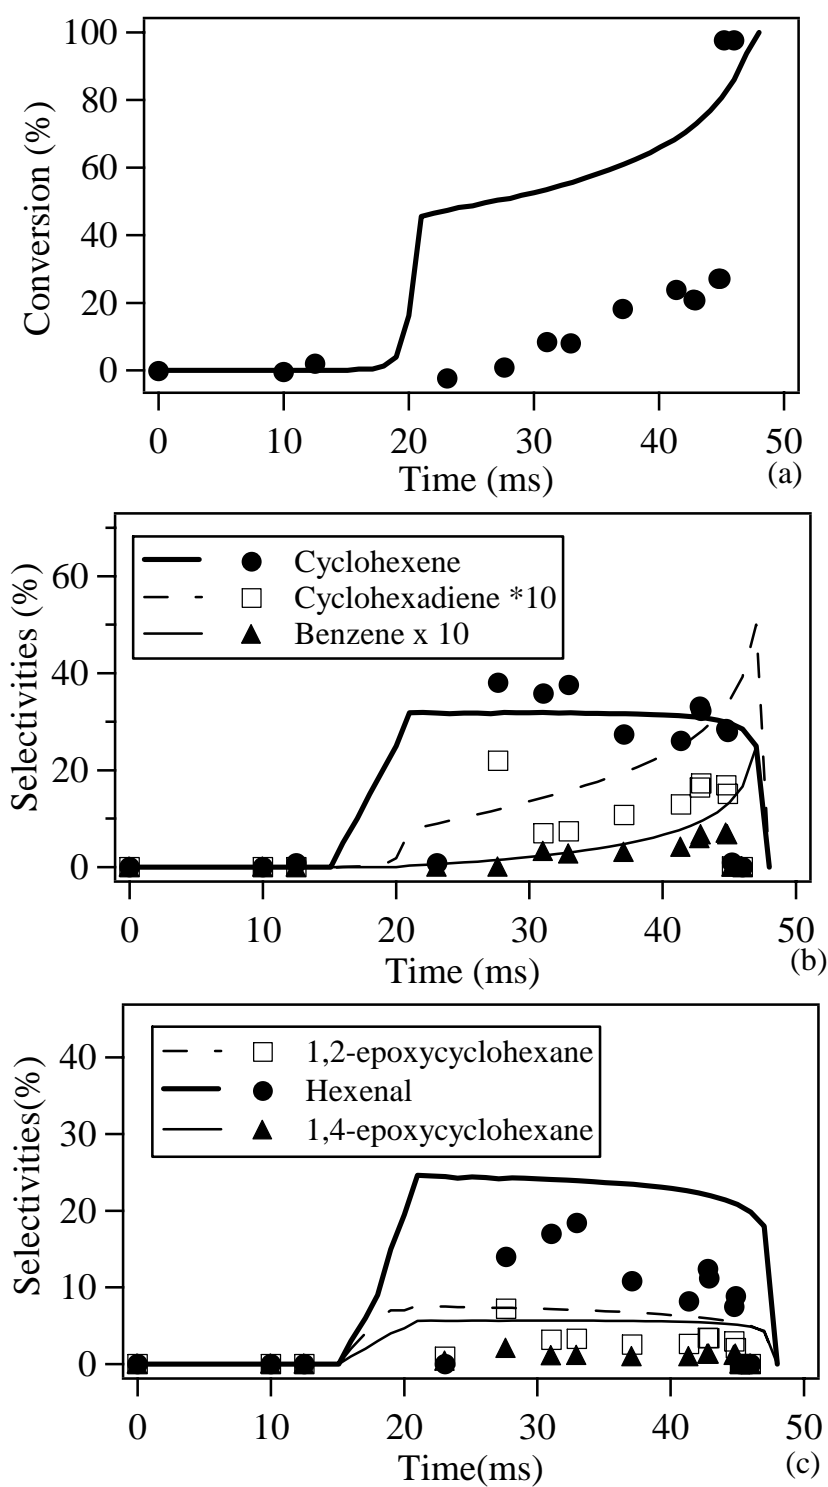 100
80
60
40
20
0
Conversion (%)
0 10 20 30 40 50
Time (ms)
(a)
60
40
20
0
Selectivities (%)
Cyclohexene
Cyclohexadiene *10
Benzene x 10
0 10 20 30 40 50
Time (ms)
(b)
40
30
20
10
0
Selectivities(%)
1,2-epoxycyclohexane
Hexenal
1,4-epoxycyclohexane
0 10 20 30 40 50
Time(ms)
(c)